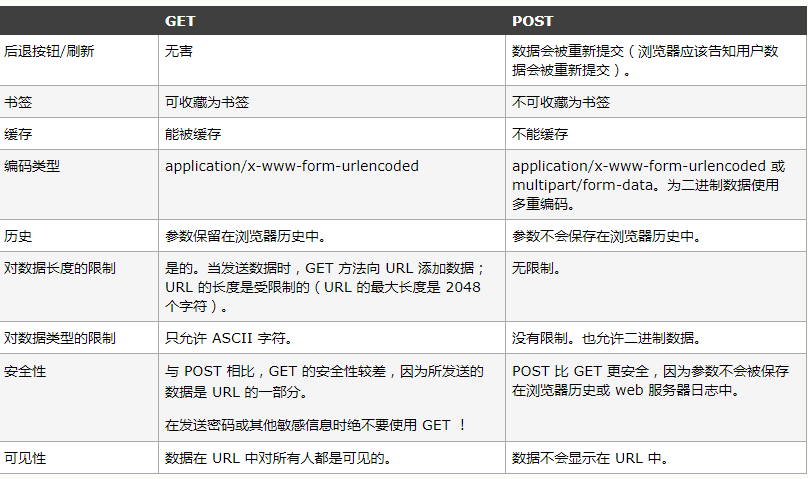 GET POST
后退按钮/刷新 无害 数据会被重新提交（浏览器应该告知用户数
据会被重新提交）。
书签 可收藏为书签 不可收藏为书签
缓存 能被缓存 不能缓存
编码类型 application/x-www-form-urlencoded application/x-www-form-urlencoded 或
multipart/form-data。为二进制数据使用
多重编码。
历史 参数保留在浏览器历史中。 参数不会保存在浏览器历史中。
对数据长度的限制 是的。当发送数据时，GET 方法向 URL 添加数据； 无限制。
URL 的长度是受限制的（URL 的最大长度是 2048
个字符）。
对数据类型的限制 只允许 ASCII 字符。 没有限制。也允许二进制数据。
安全性 与 POST 相比，GET 的安全性较差，因为所发送的 POST 比 GET 更安全，因为参数不会被保存
数据是 URL 的一部分。 在浏览器历史或 web 服务器日志中。
在发送密码或其他敏感信息时绝不要使用 GET ！
可见性 数据在 URL 中对所有人都是可见的。 数据不会显示在 URL 中。